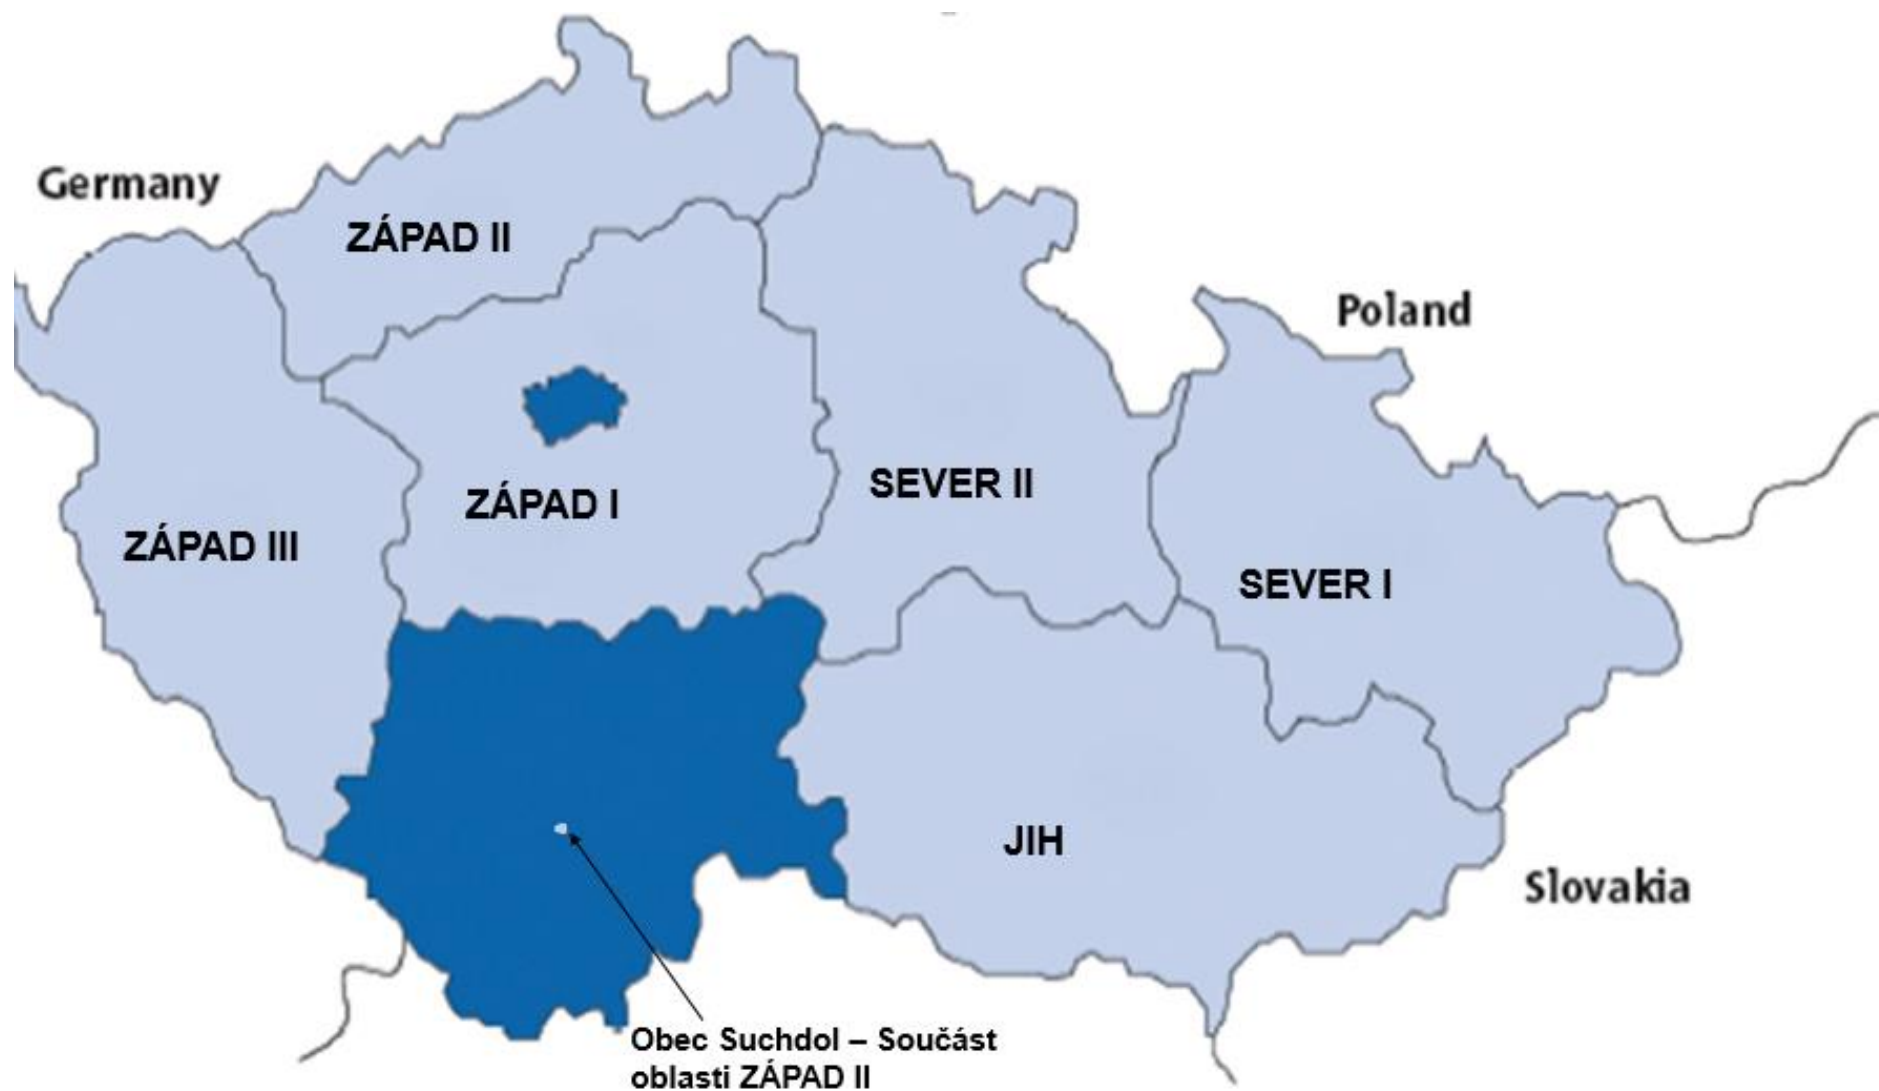 Germany
ZÁPAD II
Poland
SEVER II
ZÁPAD I
ZÁPAD III
SEVER I
JIH
Slovakia
Obec Suchdol – Součást
oblasti ZÁPAD II